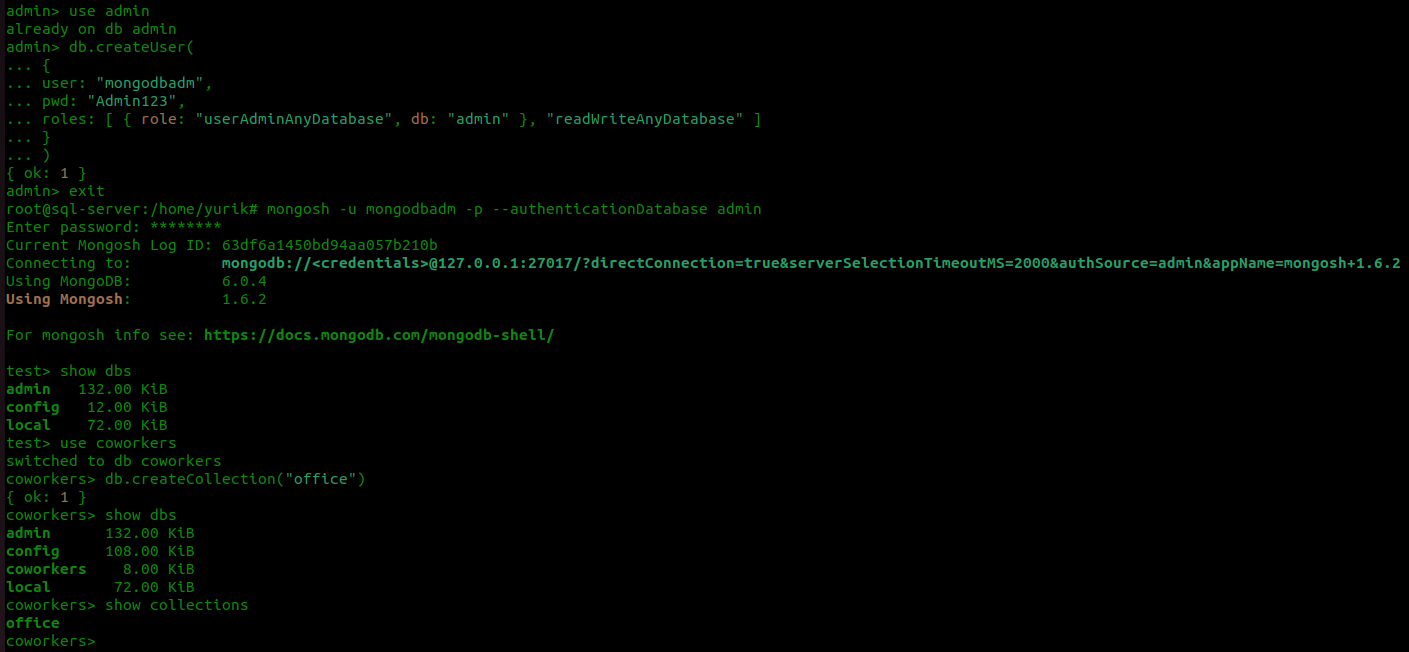 admin> use admin
already on db admin
admin> db.createUser(
... {
... user: "mongodbadm",
... pwd: "Admin123",
... roles: [ { role: "userAdminAnyDatabase", db: "admin" }, "readWriteAnyDatabase" ]
... }
... )
{ ok: 1 }
admin> exit
root@sql-server:/home/yurik# mongosh -u mongodbadm -p --authenticationDatabase admin
Enter password: ********
Current Mongosh Log ID: 63df6a1450bd94aa057b210b
Connecting to:          mongodb://<credentials>@127.0.0.1:27017/?directConnection=true&serverSelectionTimeoutMS=2000&authSource=admin&appName=mongosh+1.6.2
Using MongoDB:          6.0.4
Using Mongosh:          1.6.2
For mongosh info see: https://docs.mongodb.com/mongodb-shell/
test> show dbs
admin   132.00 KiB
config   12.00 KiB
local    72.00 KiB
test> use coworkers
switched to db coworkers
coworkers> db.createCollection("office")
{ ok: 1 }
coworkers> show dbs
admin      132.00 KiB
config     108.00 KiB
coworkers    8.00 KiB
local       72.00 KiB
coworkers> show collections
office
coworkers>